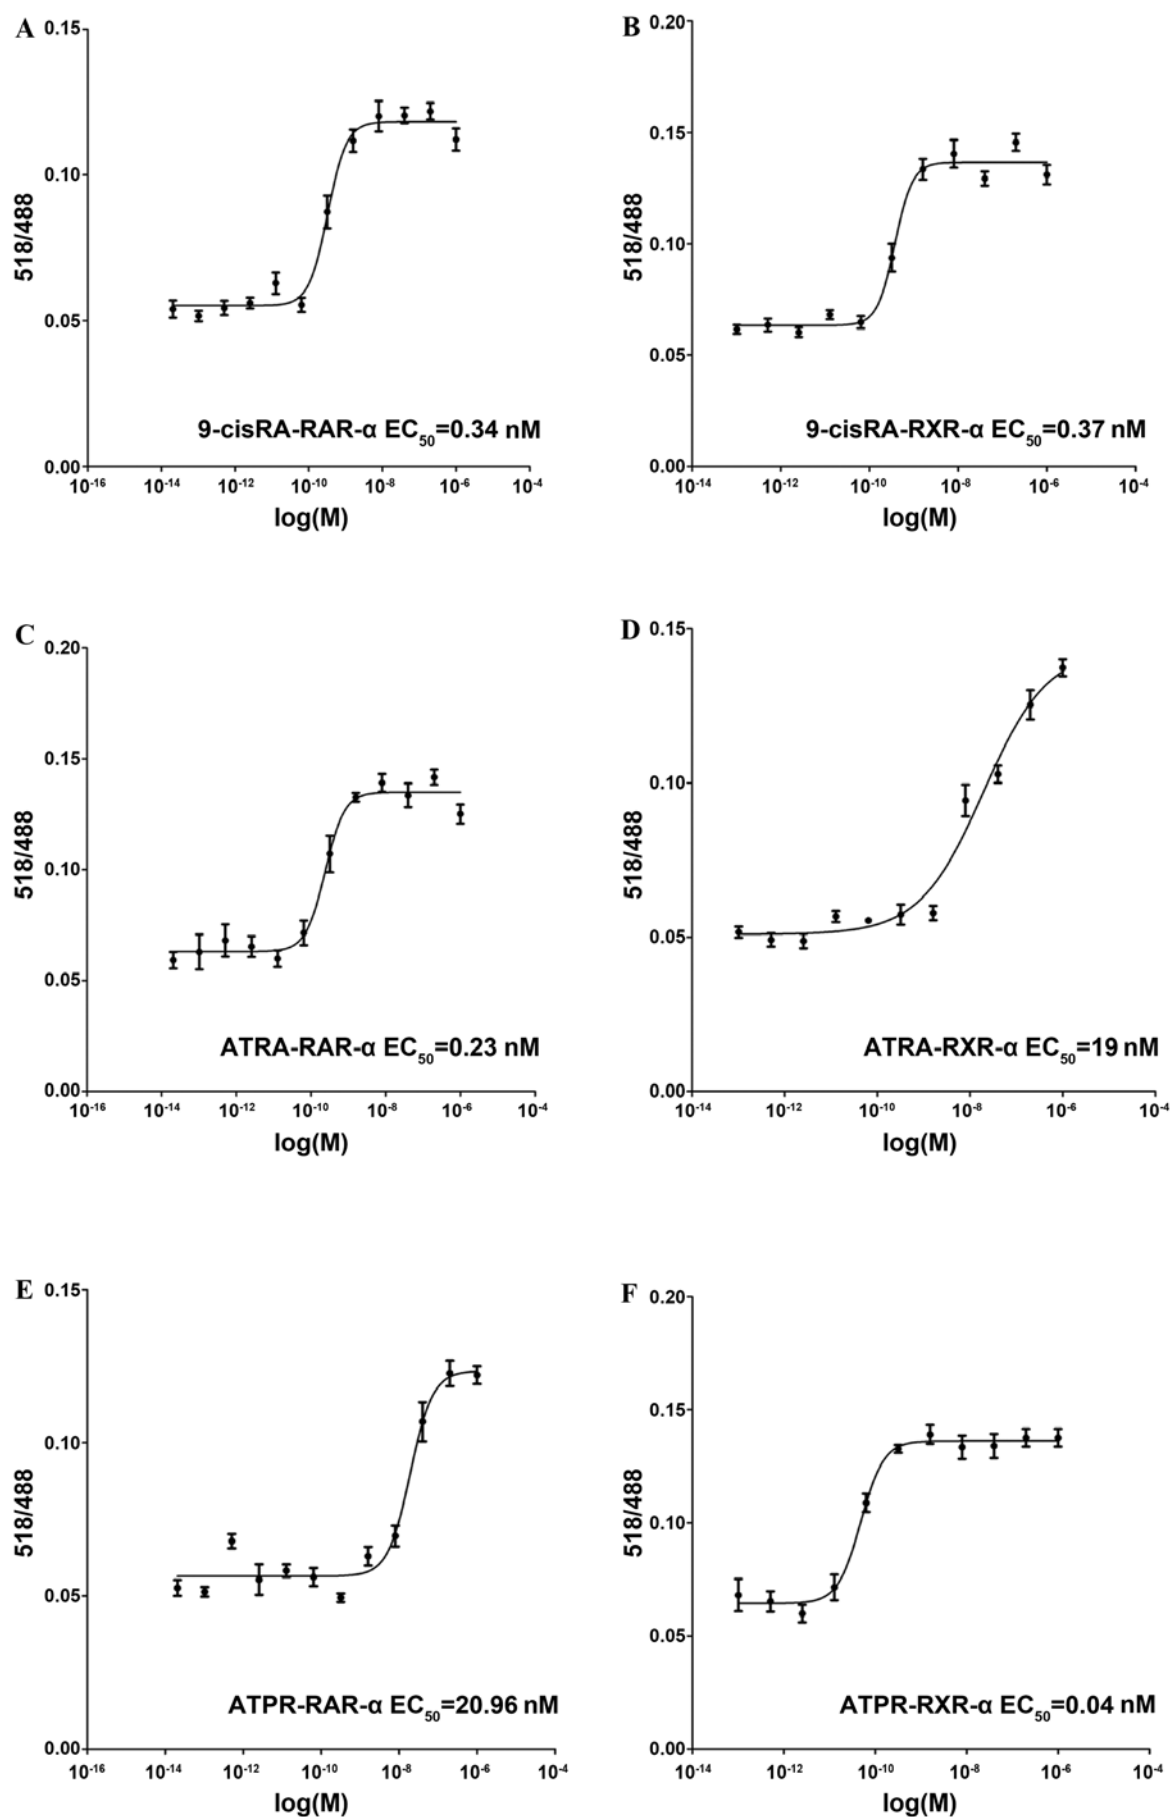 A
0.15
0.10
0.05
0.00
518/488
9-cisRA-RAR-α EC₅₀=0.34 nM
10⁻¹⁶ 10⁻¹⁴ 10⁻¹² 10⁻¹⁰ 10⁻⁸ 10⁻⁶ 10⁻⁴
log(M)
B
0.20
0.15
0.10
0.05
0.00
518/488
9-cisRA-RXR-α EC₅₀=0.37 nM
10⁻¹⁴ 10⁻¹² 10⁻¹⁰ 10⁻⁸ 10⁻⁶ 10⁻⁴
log(M)
C
0.20
0.15
0.10
0.05
0.00
518/488
ATRA-RAR-α EC₅₀=0.23 nM
10⁻¹⁶ 10⁻¹⁴ 10⁻¹² 10⁻¹⁰ 10⁻⁸ 10⁻⁶ 10⁻⁴
log(M)
D
0.15
0.10
0.05
0.00
518/488
ATRA-RXR-α EC₅₀=19 nM
10⁻¹⁴ 10⁻¹² 10⁻¹⁰ 10⁻⁸ 10⁻⁶ 10⁻⁴
log(M)
E
0.15
0.10
0.05
0.00
518/488
ATPR-RAR-α EC₅₀=20.96 nM
10⁻¹⁶ 10⁻¹⁴ 10⁻¹² 10⁻¹⁰ 10⁻⁸ 10⁻⁶ 10⁻⁴
log(M)
F
0.20
0.15
0.10
0.05
0.00
518/488
ATPR-RXR-α EC₅₀=0.04 nM
10⁻¹⁴ 10⁻¹² 10⁻¹⁰ 10⁻⁸ 10⁻⁶ 10⁻⁴
log(M)